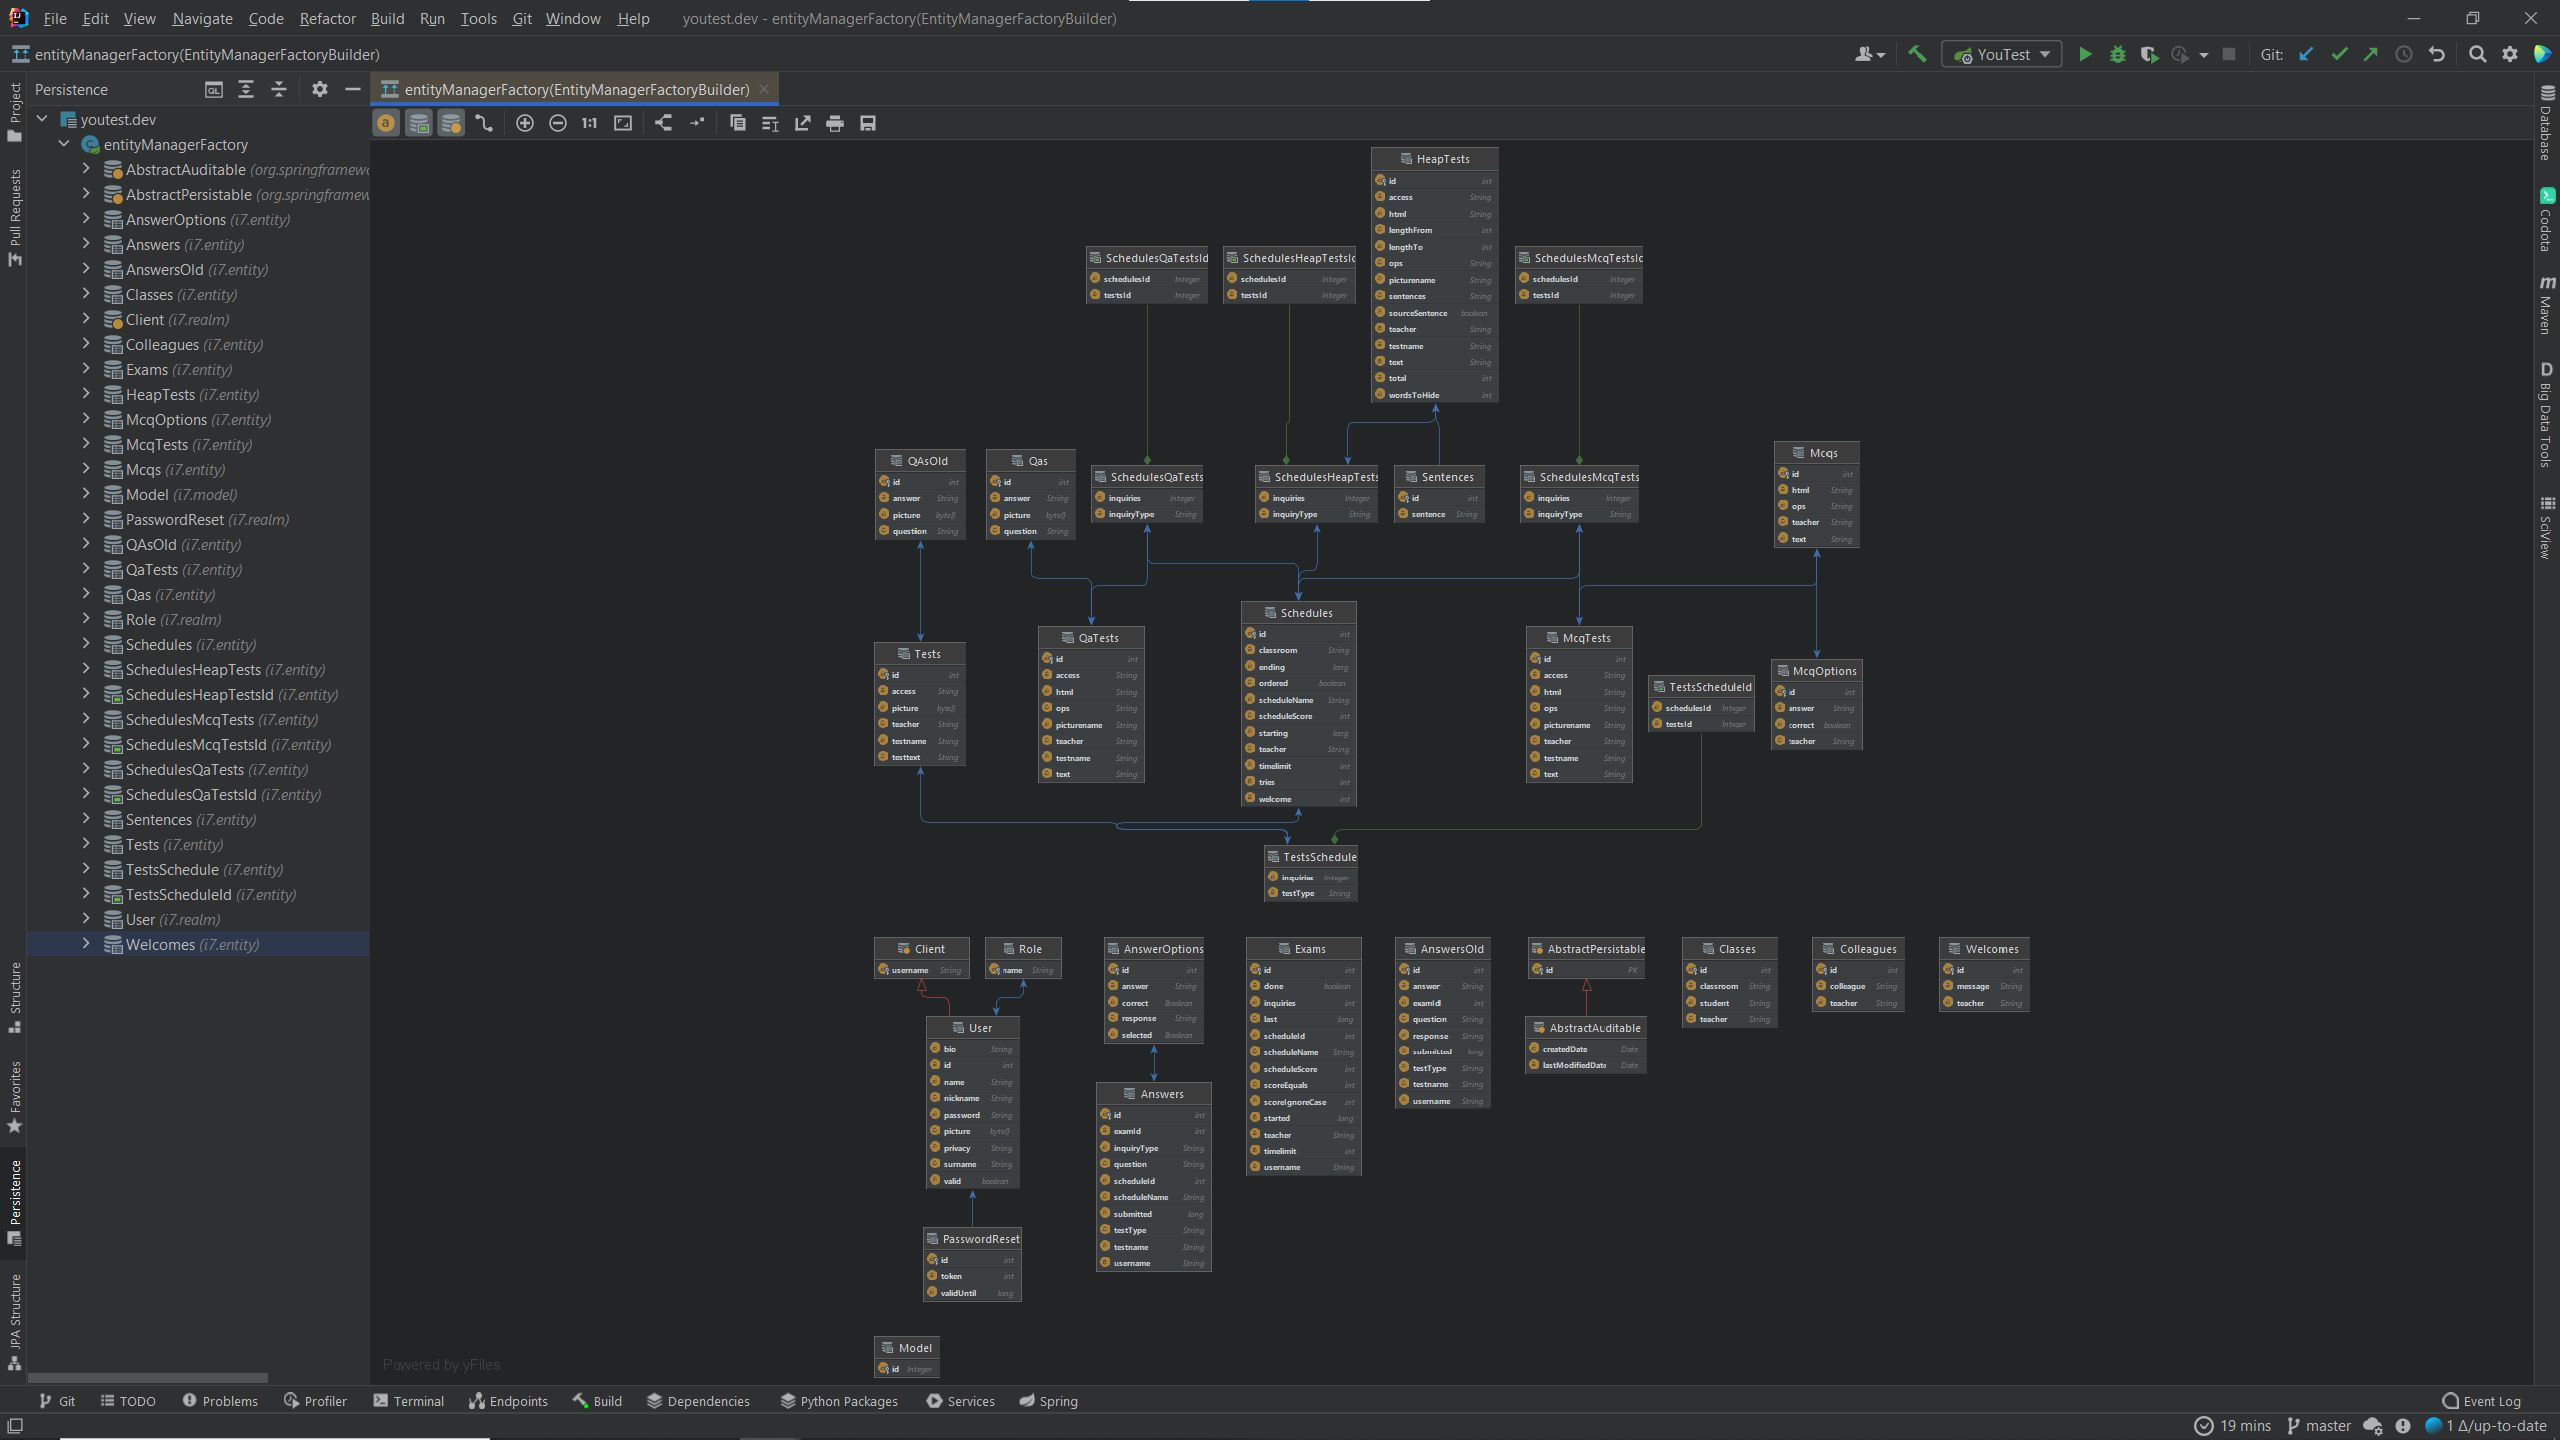 File Edit View Navigate Code Refactor Build Run Tools Git Window Help youtest.dev - entityManagerFactory(EntityManagerFactoryBuilder)
entityManagerFactory(EntityManagerFactoryBuilder) YouTest Git:
Persistence
entityManagerFactory(EntityManagerFactoryBuilder)
Project
Pull Requests
Structure
Favorites
Persistence
JPA Structure
youtest.dev
entityManagerFactory
AbstractAuditable (org.springframew
AbstractPersistable (org.springframew
AnswerOptions (i7.entity)
Answers (i7.entity)
AnswersOld (i7.entity)
Classes (i7.entity)
Client (i7.realm)
Colleagues (i7.entity)
Exams (i7.entity)
HeapTests (i7.entity)
McqOptions (i7.entity)
McqTests (i7.entity)
Mcqs (i7.entity)
Model (i7.model)
PasswordReset (i7.realm)
QAsOld (i7.entity)
QaTests (i7.entity)
Qas (i7.entity)
Role (i7.realm)
Schedules (i7.entity)
SchedulesHeapTests (i7.entity)
SchedulesHeapTestsId (i7.entity)
SchedulesMcqTests (i7.entity)
SchedulesMcqTestsId (i7.entity)
SchedulesQaTests (i7.entity)
SchedulesQaTestsId (i7.entity)
Sentences (i7.entity)
Tests (i7.entity)
TestsSchedule (i7.entity)
TestsScheduleId (i7.entity)
User (i7.realm)
Welcomes (i7.entity)
1:1
HeapTests
id int
access String
html String
lengthFrom int
lengthTo int
ops String
picturename String
sentences String
sourceSentence boolean
teacher String
testname String
text String
total int
wordsToHide int
SchedulesQaTestsId
schedulesId Integer
testsId Integer
SchedulesHeapTestsId
schedulesId Integer
testsId Integer
SchedulesMcqTestsId
schedulesId Integer
testsId Integer
QAsOld
id int
answer String
picture byte[]
question String
Qas
id int
answer String
picture byte[]
question String
SchedulesQaTests
inquiries Integer
inquiryType String
SchedulesHeapTests
inquiries Integer
inquiryType String
Sentences
id int
sentence String
SchedulesMcqTests
inquiries Integer
inquiryType String
Mcqs
id int
html String
ops String
teacher String
text String
Tests
id int
access String
picture byte[]
teacher String
testname String
testtext String
QaTests
id int
access String
html String
ops String
picturename String
teacher String
testname String
text String
Schedules
id int
classroom String
ending long
ordered boolean
scheduleName String
scheduleScore int
starting long
teacher String
timelimit int
tries int
welcome int
McqTests
id int
access String
html String
ops String
picturename String
teacher String
testname String
text String
TestsScheduleId
schedulesId Integer
testsId Integer
McqOptions
id int
answer String
correct boolean
teacher String
TestsSchedule
inquiries Integer
testType String
Client
username String
Role
name String
User
bio String
id int
name String
nickname String
password String
picture byte[]
privacy String
surname String
valid boolean
PasswordReset
id int
token int
validUntil long
AnswerOptions
id int
answer String
correct Boolean
response String
selected Boolean
Answers
id int
examId int
inquiryType String
question String
scheduleId int
scheduleName String
submitted long
testType String
testname String
username String
Exams
id int
done boolean
inquiries int
last long
scheduleId int
scheduleName String
scheduleScore int
scoreEquals int
scoreIgnoreCase int
started long
teacher String
timelimit int
username String
AnswersOld
id int
answer String
examId int
question String
response String
submitted long
testType String
testname String
username String
AbstractPersistable
id PK
AbstractAuditable
createdDate Date
lastModifiedDate Date
Classes
id int
classroom String
student String
teacher String
Colleagues
id int
colleague String
teacher String
Welcomes
id int
message String
teacher String
Model
id Integer
Powered by yFiles
Database
Codota
Maven
Big Data Tools
SciView
Git TODO Problems Profiler Terminal Endpoints Build Dependencies Python Packages Services Spring Event Log
19 mins master 1 Δ/up-to-date